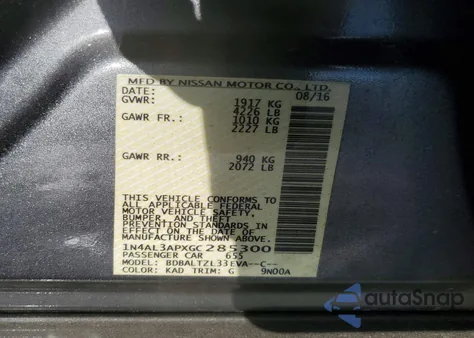 MFD BY NISSAN MOTOR CO., LTD.
DATE: 08/16
GVWR: 1917 KG
4226 LB
GAWR FR.: 1010 KG
2227 LB
GAWR RR.: 940 KG
2072 LB
THIS VEHICLE CONFORMS TO
ALL APPLICABLE FEDERAL
MOTOR VEHICLE SAFETY,
BUMPER, AND THEFT
PREVENTION STANDARDS
IN EFFECT ON THE DATE OF
MANUFACTURE SHOWN ABOVE.
1N4AL3APXGC285300
PASSENGER CAR 655
MODEL: BDBALTZL33EVA--C--
COLOR: KAD TRIM: G 9N00A
autoSnap